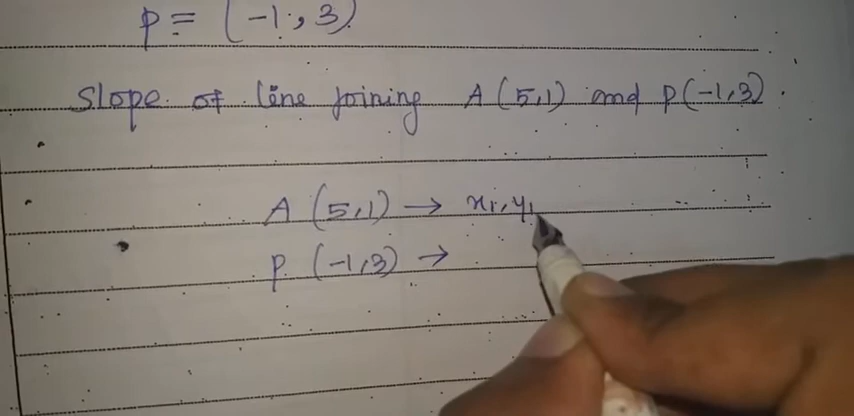 P = (-1, 3)
Slope of line joining A(5,1) and P(-1,3).
A (5,1) → x₁,y₁
P (-1,3) →